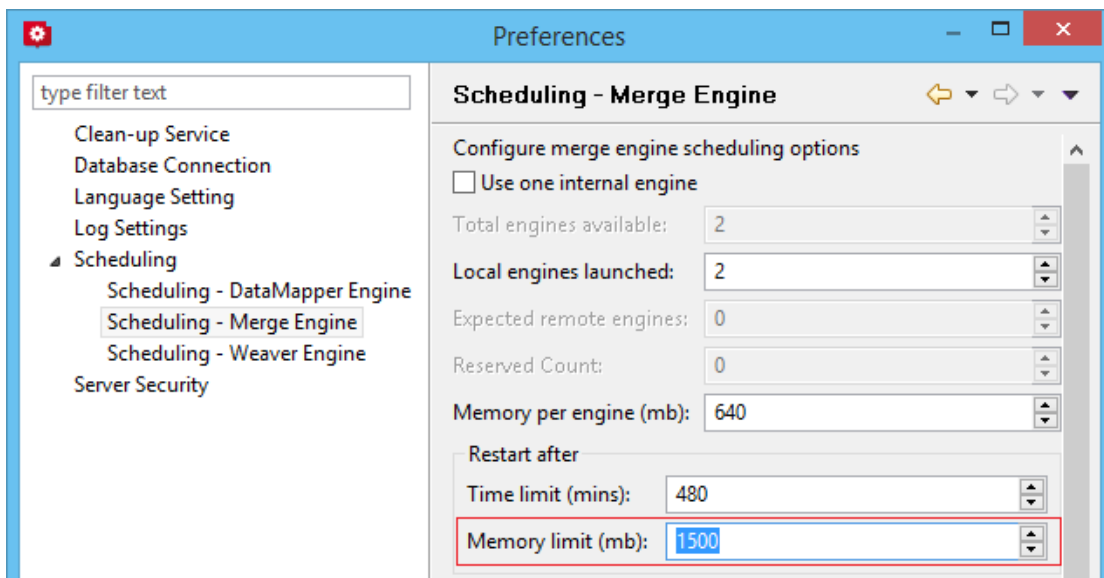 Preferences
type filter text
Clean-up Service
Database Connection
Language Setting
Log Settings
Scheduling
Scheduling - DataMapper Engine
Scheduling - Merge Engine
Scheduling - Weaver Engine
Server Security
Scheduling - Merge Engine
Configure merge engine scheduling options
Use one internal engine
Total engines available: 2
Local engines launched: 2
Expected remote engines: 0
Reserved Count: 0
Memory per engine (mb): 640
Restart after
Time limit (mins): 480
Memory limit (mb): 1500